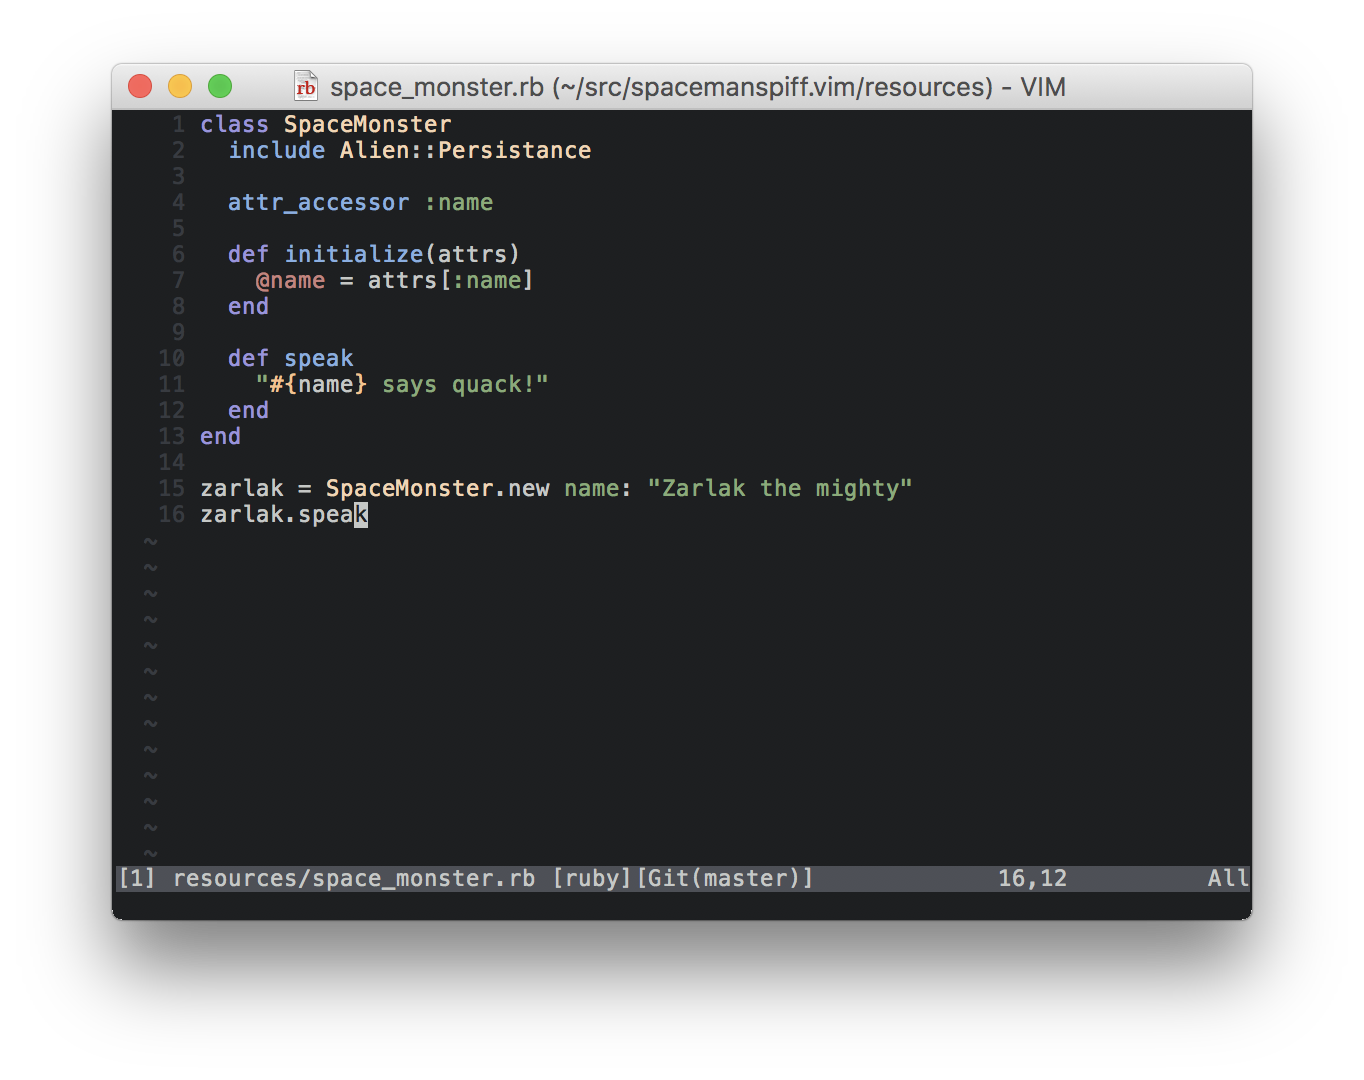 rb space_monster.rb (~/src/spacemanspiff.vim/resources) - VIM
1 class SpaceMonster
2   include Alien::Persistance
3
4   attr_accessor :name
5
6   def initialize(attrs)
7     @name = attrs[:name]
8   end
9
10   def speak
11     "#{name} says quack!"
12   end
13 end
14
15 zarlak = SpaceMonster.new name: "Zarlak the mighty"
16 zarlak.speak
~
~
~
~
~
~
~
~
~
~
~
~
~
[1] resources/space_monster.rb [ruby][Git(master)] 16,12 All